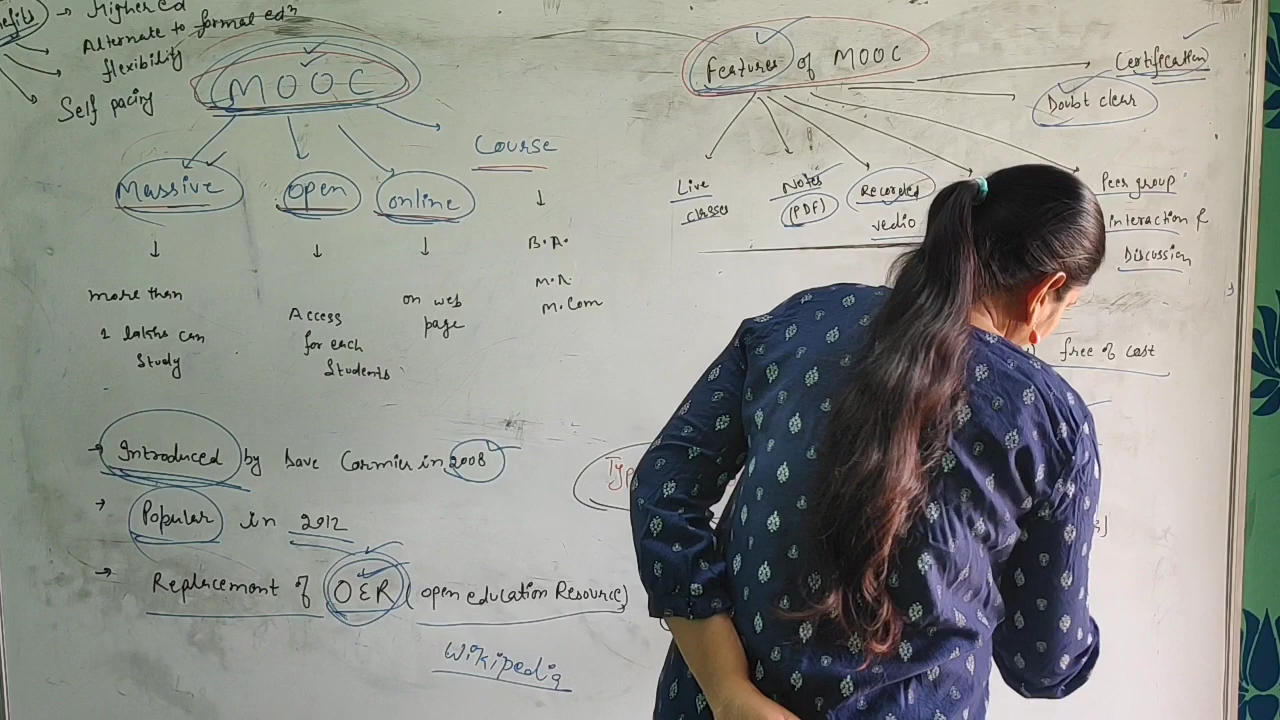 → Higher Ed
Alternate to formal edn
flexibility
Self pacing
MOOC
Massive
open
online
Course
more than
1 lakhs can
study
Access
for each
Students
on web
page
B.A.
M.A.
M.Com
→ Introduced by Dave Cormier in 2008
→ Popular in 2012
→ Replacement of OER (open education Resource)
Wikipedia
Features of MOOC
Certification
Doubt clear
Live
classes
Notes
(PDF)
Recorded
vedio
Peer group
interaction &
Discussion
free of cost